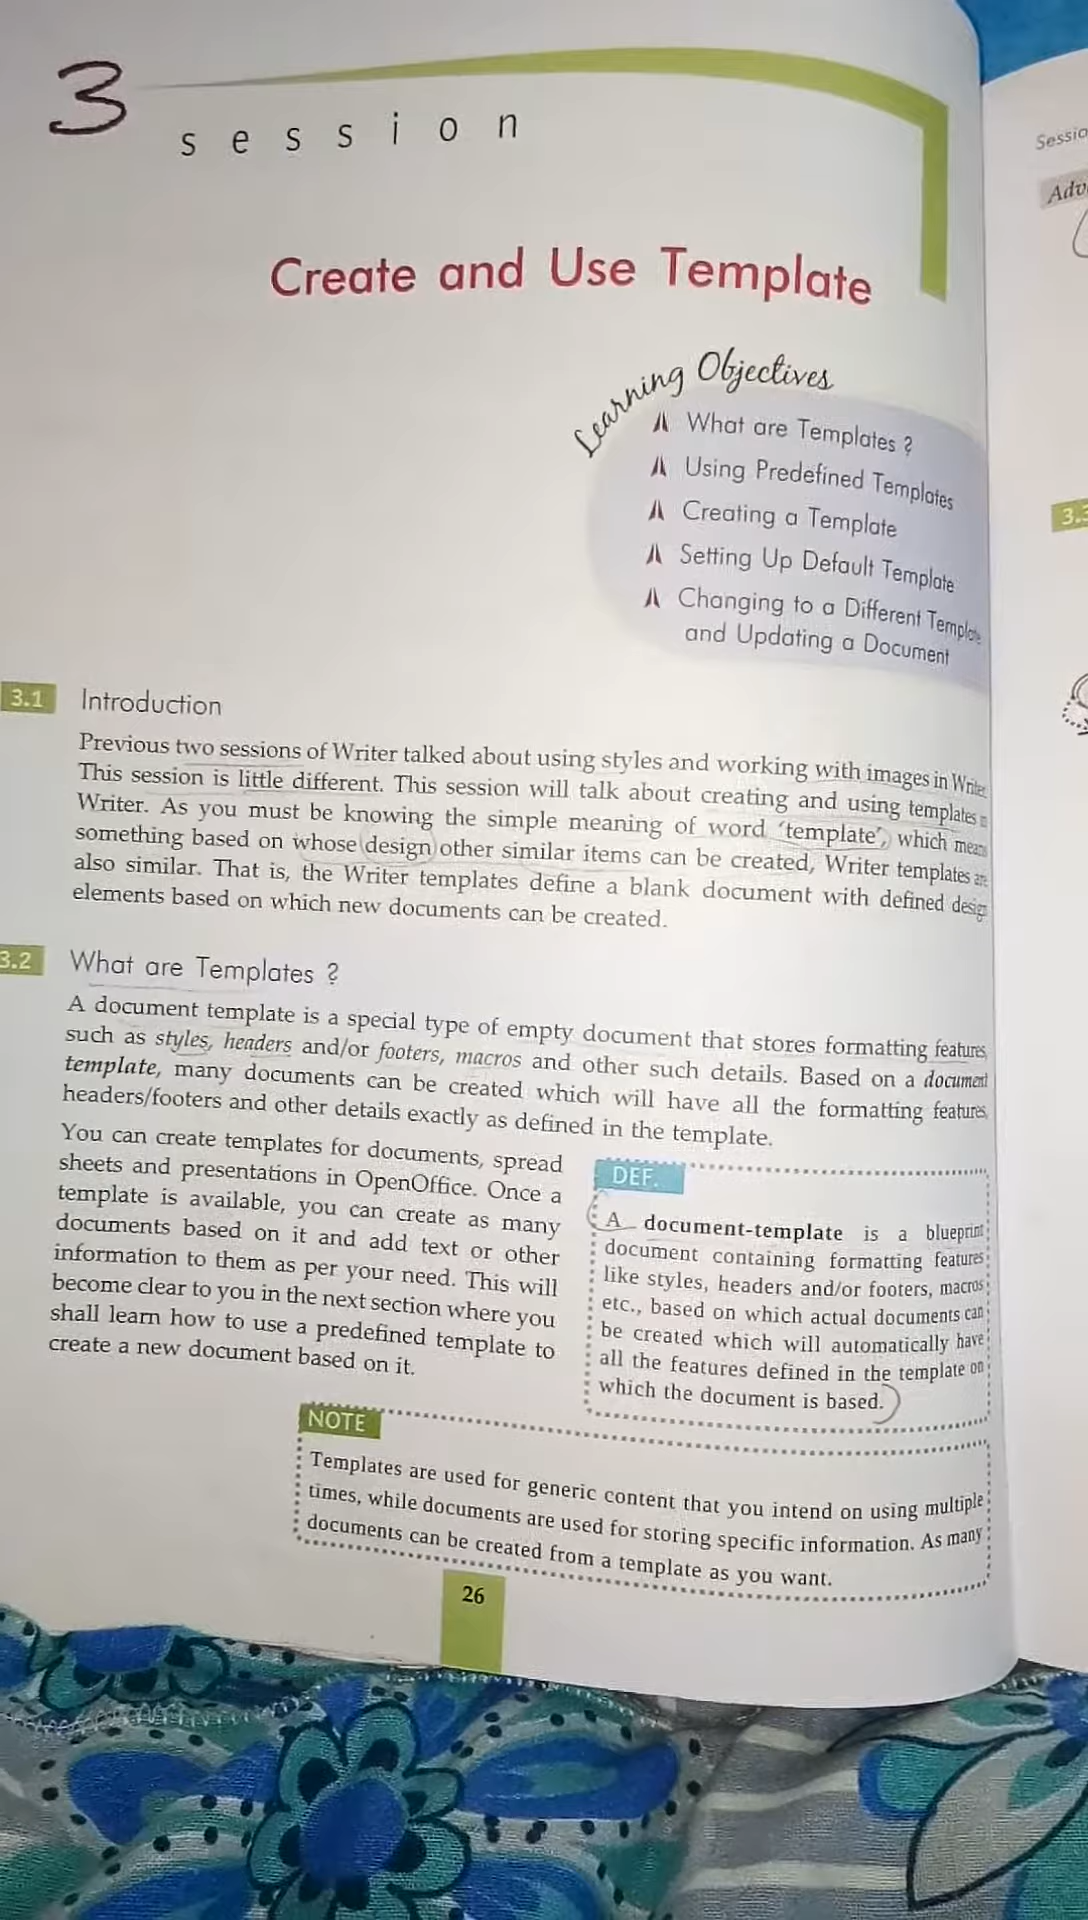 3
session
Create and Use Template
Learning Objectives
What are Templates ?
Using Predefined Templates
Creating a Template
Setting Up Default Template
Changing to a Different Template
and Updating a Document
3.1 Introduction
Previous two sessions of Writer talked about using styles and working with images in Writer.
This session is little different. This session will talk about creating and using templates in
Writer. As you must be knowing the simple meaning of word 'template', which means
something based on whose design other similar items can be created, Writer templates are
also similar. That is, the Writer templates define a blank document with defined design
elements based on which new documents can be created.
3.2 What are Templates ?
A document template is a special type of empty document that stores formatting features,
such as styles, headers and/or footers, macros and other such details. Based on a document
template, many documents can be created which will have all the formatting features,
headers/footers and other details exactly as defined in the template.
You can create templates for documents, spread
sheets and presentations in OpenOffice. Once a
template is available, you can create as many
documents based on it and add text or other
information to them as per your need. This will
become clear to you in the next section where you
shall learn how to use a predefined template to
create a new document based on it.
DEF.
A document-template is a blueprint
document containing formatting features
like styles, headers and/or footers, macros
etc., based on which actual documents can
be created which will automatically have
all the features defined in the template on
which the document is based.
NOTE
Templates are used for generic content that you intend on using multiple
times, while documents are used for storing specific information. As many
documents can be created from a template as you want.
26